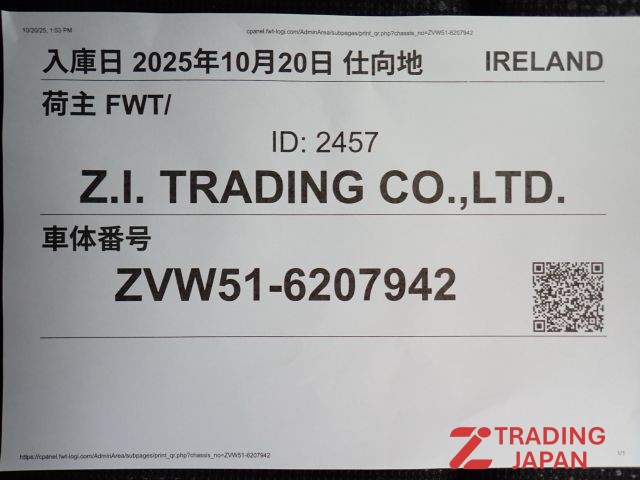 10/20/25, 1:53 PM
cpanel.fwt-logi.com/AdminArea/subpages/print_qr.php?chassis_no=ZVW51-6207942
入庫日 2025年10月20日 仕向地 IRELAND
荷主 FWT/
ID: 2457
Z.I. TRADING CO.,LTD.
車体番号
ZVW51-6207942
TRADING
JAPAN
https://cpanel.fwt-logi.com/AdminArea/subpages/print_qr.php?chassis_no=ZVW51-6207942
1/1